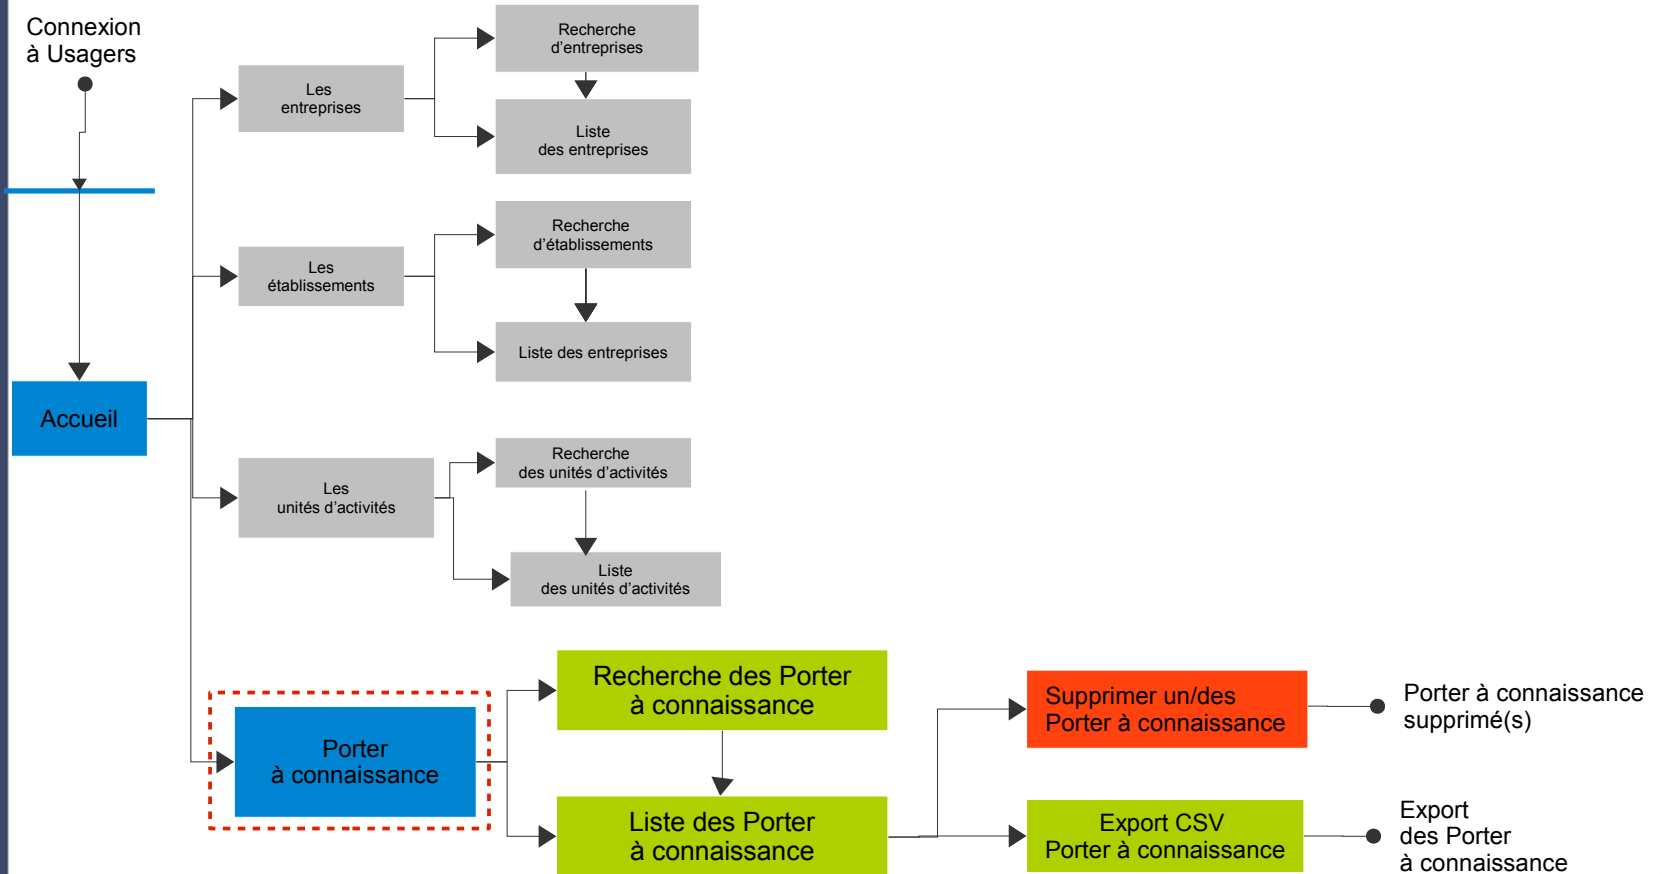 Connexion
à Usagers
Les
entreprises
Recherche
d'entreprises
Liste
des entreprises
Les
établissements
Recherche
d'établissements
Liste des entreprises
Accueil
Les
unités d'activités
Recherche
des unités d'activités
Liste
des unités d'activités
Porter
à connaissance
Recherche des Porter
à connaissance
Liste des Porter
à connaissance
Supprimer un/des
Porter à connaissance
Porter à connaissance
supprimé(s)
Export CSV
Porter à connaissance
Export
des Porter
à connaissance